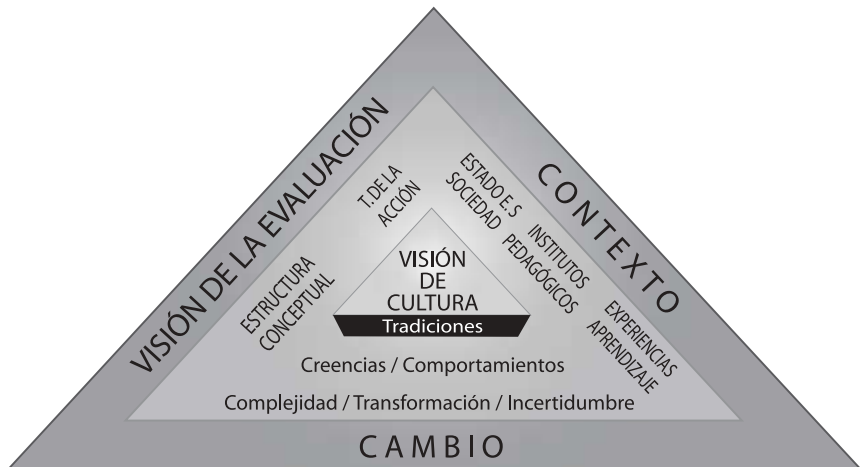 VISIÓN DE LA EVALUACIÓN
CONTEXTO
T. DE LA
ACCIÓN
ESTADO E.S
SOCIEDAD
INSTITUTOS
PEDAGÓGICOS
ESTRUCTURA
CONCEPTUAL
EXPERIENCIAS
APRENDIZAJE
VISIÓN
DE
CULTURA
Tradiciones
Creencias / Comportamientos
Complejidad / Transformación / Incertidumbre
CAMBIO